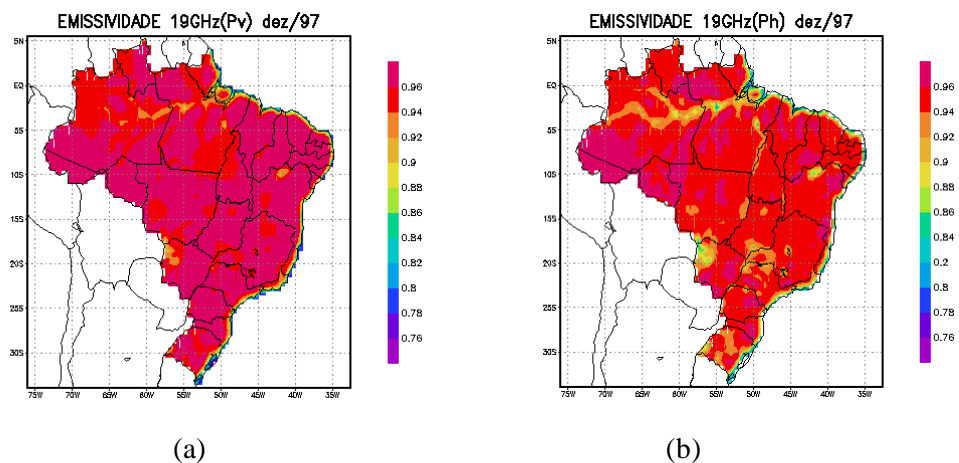 EMISSIVIDADE 19GHz(Pv) dez/97
5N
EQ
5S
10S
15S
20S
25S
30S
75W 70W 65W 60W 55W 50W 45W 40W 35W
0.96
0.94
0.92
0.9
0.88
0.86
0.84
0.82
0.8
0.78
0.76
(a)
EMISSIVIDADE 19GHz(Ph) dez/97
5N
EQ
5S
10S
15S
20S
25S
30S
75W 70W 65W 60W 55W 50W 45W 40W 35W
0.96
0.94
0.92
0.9
0.88
0.86
0.84
0.82
0.8
0.78
0.76
(b)